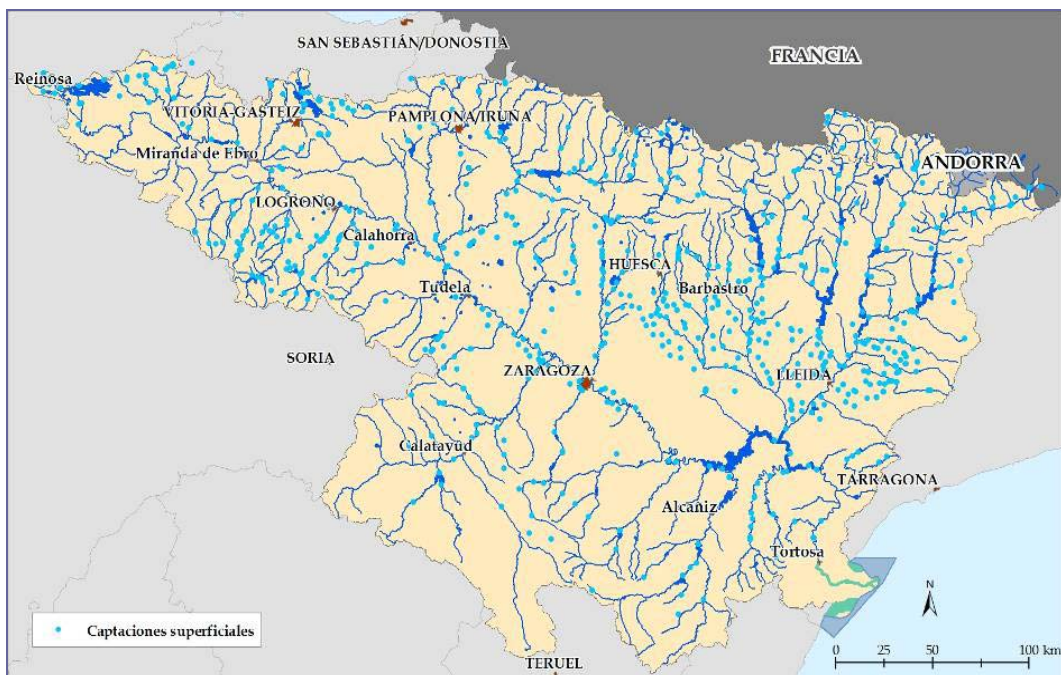 SAN SEBASTIÁN/DONOSTIA
FRANCIA
Reinosa
VITORIA-GASTEIZ
PAMPLONA/IRUÑA
Miranda de Ebro
ANDORRA
LOGROÑO
Calahorra
HUESCA
Tudela
Barbastro
SORIA
ZARAGOZA
LLEIDA
Calatayud
TARRAGONA
Alcañiz
Tortosa
N
Captaciones superficiales
0 25 50 100 km
TERUEL